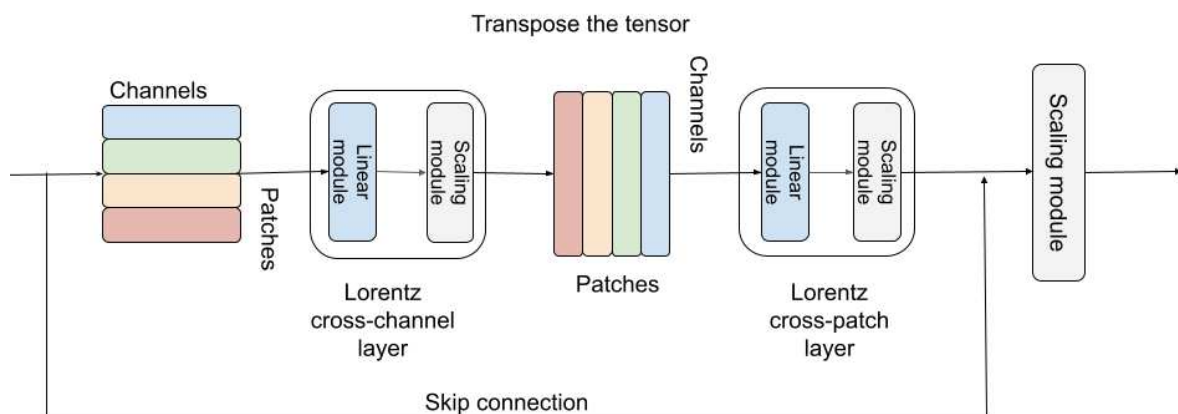 Transpose the tensor
Channels
Patches
Linear
module
Scaling
module
Lorentz
cross-channel
layer
Channels
Patches
Linear
module
Scaling
module
Lorentz
cross-patch
layer
Scaling module
Skip connection